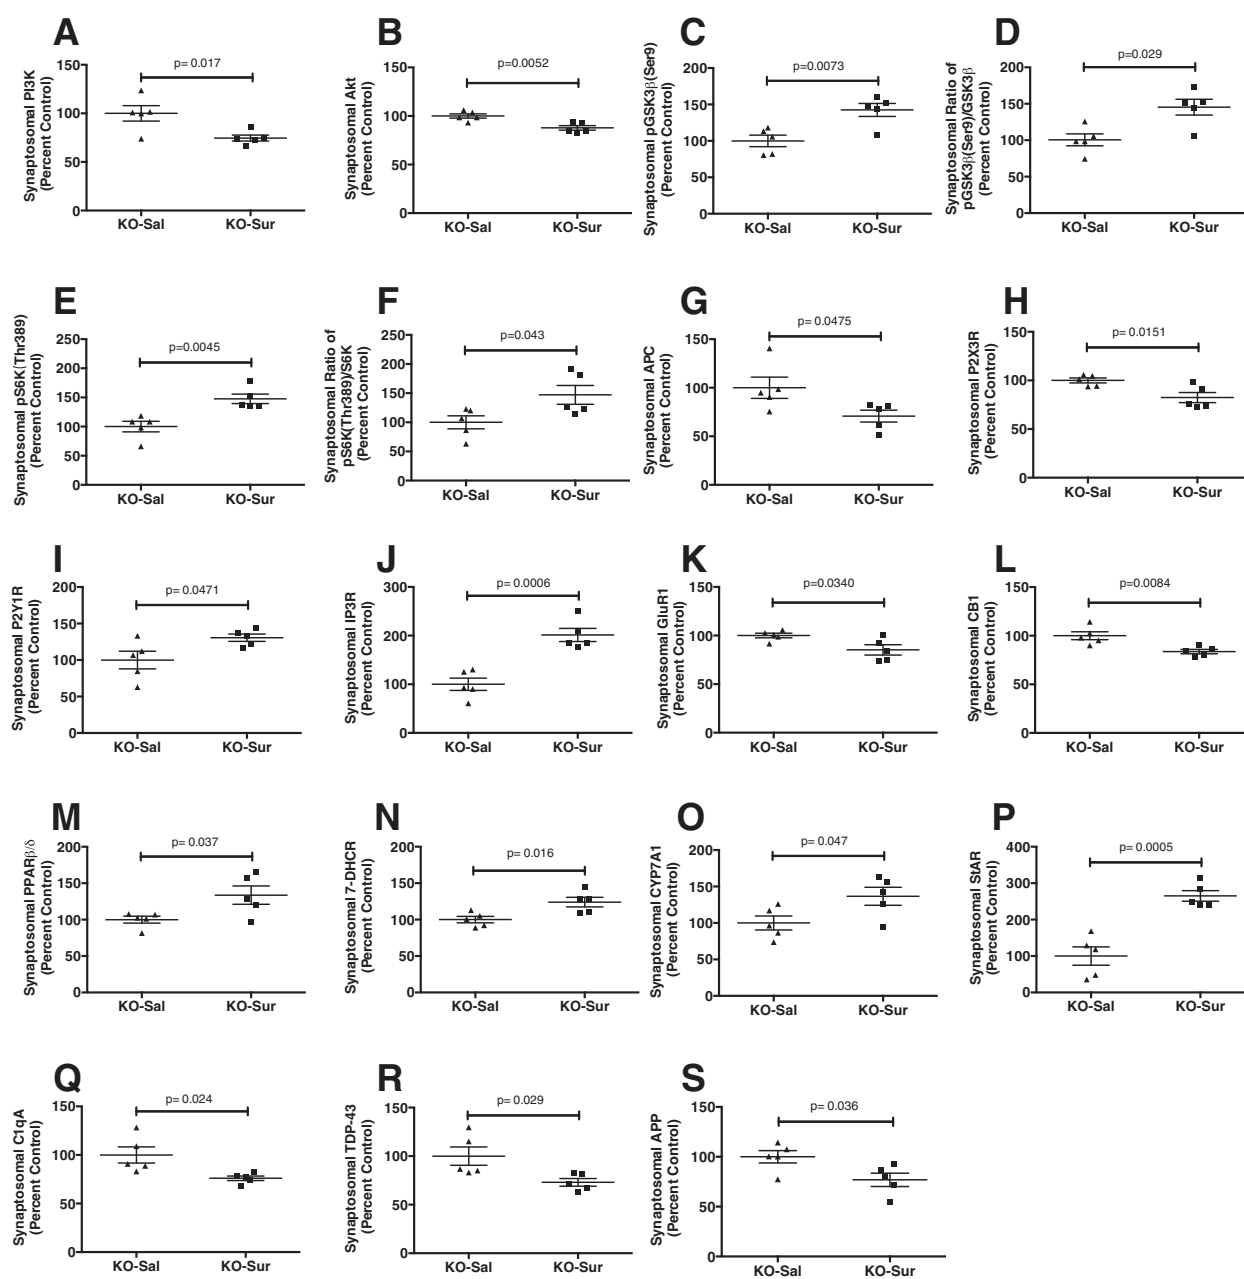 A
Synaptosomal PI3K
(Percent Control)
p= 0.017
150
100
50
0
KO-Sal
KO-Sur
B
Synaptosomal Akt
(Percent Control)
p=0.0052
150
100
50
0
KO-Sal
KO-Sur
C
Synaptosomal pGSK3β(Ser9)
(Percent Control)
p=0.0073
200
150
100
50
0
KO-Sal
KO-Sur
D
Synaptosomal Ratio of
pGSK3β(Ser9)/GSK3β
(Percent Control)
p=0.029
200
150
100
50
0
KO-Sal
KO-Sur
E
Synaptosomal pS6K(Thr389)
(Percent Control)
p=0.0045
250
200
150
100
50
0
KO-Sal
KO-Sur
F
Synaptosomal Ratio of
pS6K(Thr389)/S6K
(Percent Control)
p=0.043
250
200
150
100
50
0
KO-Sal
KO-Sur
G
Synaptosomal APC
(Percent Control)
p= 0.0475
150
100
50
0
KO-Sal
KO-Sur
H
Synaptosomal P2X3R
(Percent Control)
p= 0.0151
150
100
50
0
KO-Sal
KO-Sur
I
Synaptosomal P2Y1R
(Percent Control)
p= 0.0471
200
150
100
50
0
KO-Sal
KO-Sur
J
Synaptosomal IP3R
(Percent Control)
p= 0.0006
300
200
100
0
KO-Sal
KO-Sur
K
Synaptosomal GluR1
(Percent Control)
p=0.0340
150
100
50
0
KO-Sal
KO-Sur
L
Synaptosomal CB1
(Percent Control)
p=0.0084
150
100
50
0
KO-Sal
KO-Sur
M
Synaptosomal PPARβ/δ
(Percent Control)
p= 0.037
200
150
100
50
0
KO-Sal
KO-Sur
N
Synaptosomal 7-DHCR
(Percent Control)
p= 0.016
200
150
100
50
0
KO-Sal
KO-Sur
O
Synaptosomal CYP7A1
(Percent Control)
p= 0.047
200
150
100
50
0
KO-Sal
KO-Sur
P
Synaptosomal StAR
(Percent Control)
p= 0.0005
400
300
200
100
0
KO-Sal
KO-Sur
Q
Synaptosomal C1qA
(Percent Control)
p= 0.024
150
100
50
0
KO-Sal
KO-Sur
R
Synaptosomal TDP-43
(Percent Control)
p= 0.029
150
100
50
0
KO-Sal
KO-Sur
S
Synaptosomal APP
(Percent Control)
p= 0.036
150
100
50
0
KO-Sal
KO-Sur